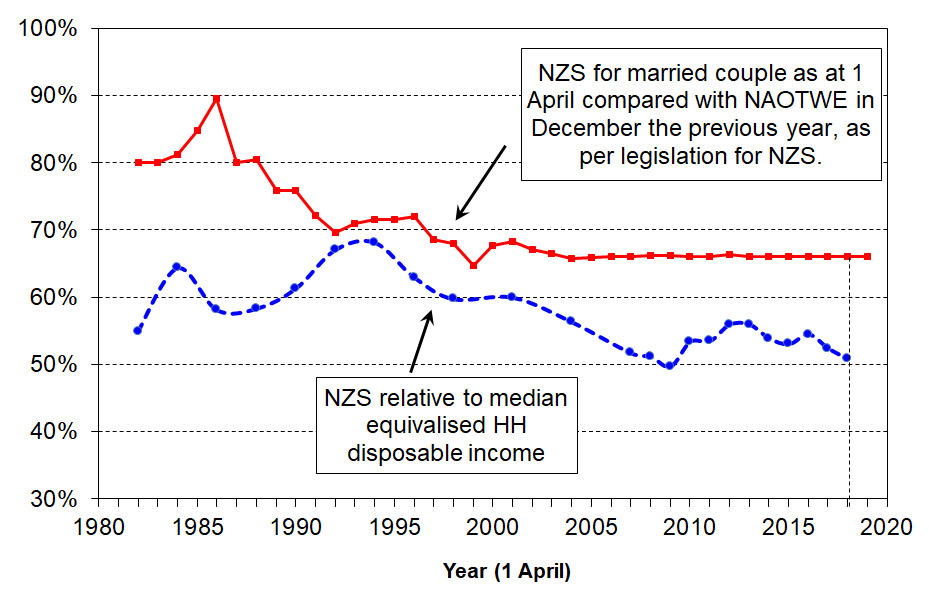 100%
90%
80%
70%
60%
50%
40%
30%
NZS for married couple as at 1
April compared with NAOTWE in
December the previous year, as
per legislation for NZS.
NZS relative to median
equivalised HH
disposable income
1980 1985 1990 1995 2000 2005 2010 2015 2020
Year (1 April)